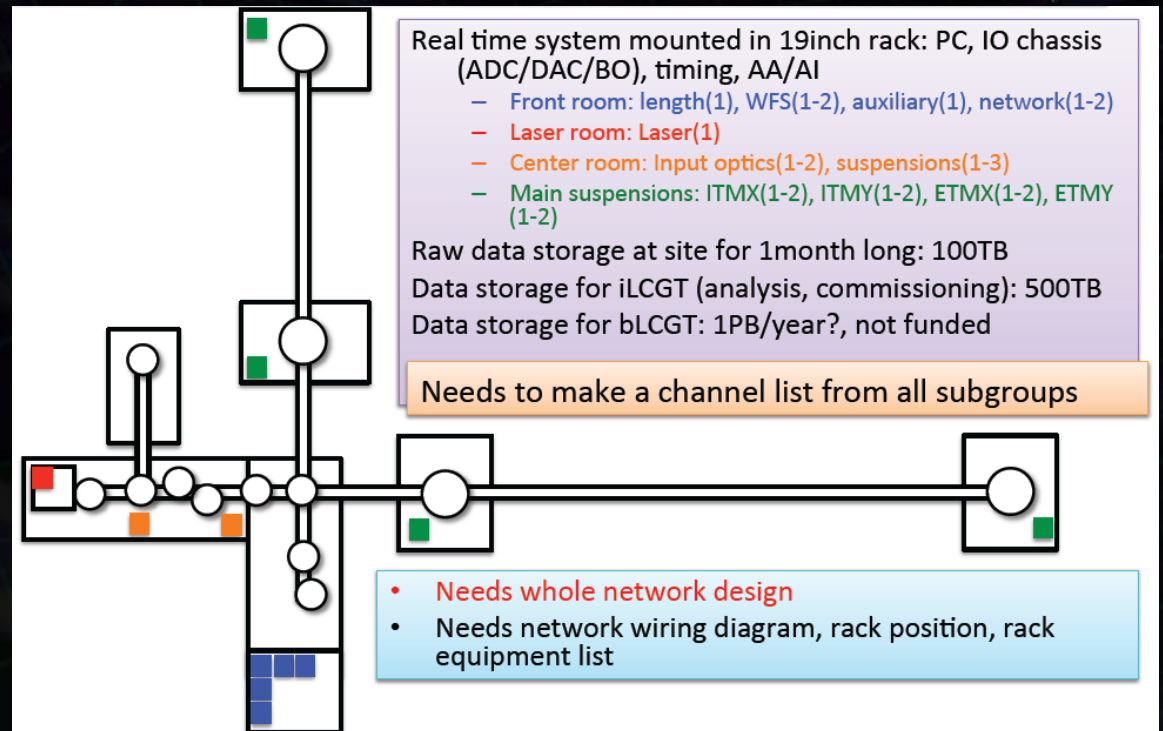 Real time system mounted in 19inch rack: PC, IO chassis
(ADC/DAC/BO), timing, AA/AI
– Front room: length(1), WFS(1-2), auxiliary(1), network(1-2)
– Laser room: Laser(1)
– Center room: Input optics(1-2), suspensions(1-3)
– Main suspensions: ITMX(1-2), ITMY(1-2), ETMX(1-2), ETMY
(1-2)
Raw data storage at site for 1month long: 100TB
Data storage for iLCGT (analysis, commissioning): 500TB
Data storage for bLCGT: 1PB/year?, not funded
Needs to make a channel list from all subgroups
• Needs whole network design
• Needs network wiring diagram, rack position, rack
equipment list